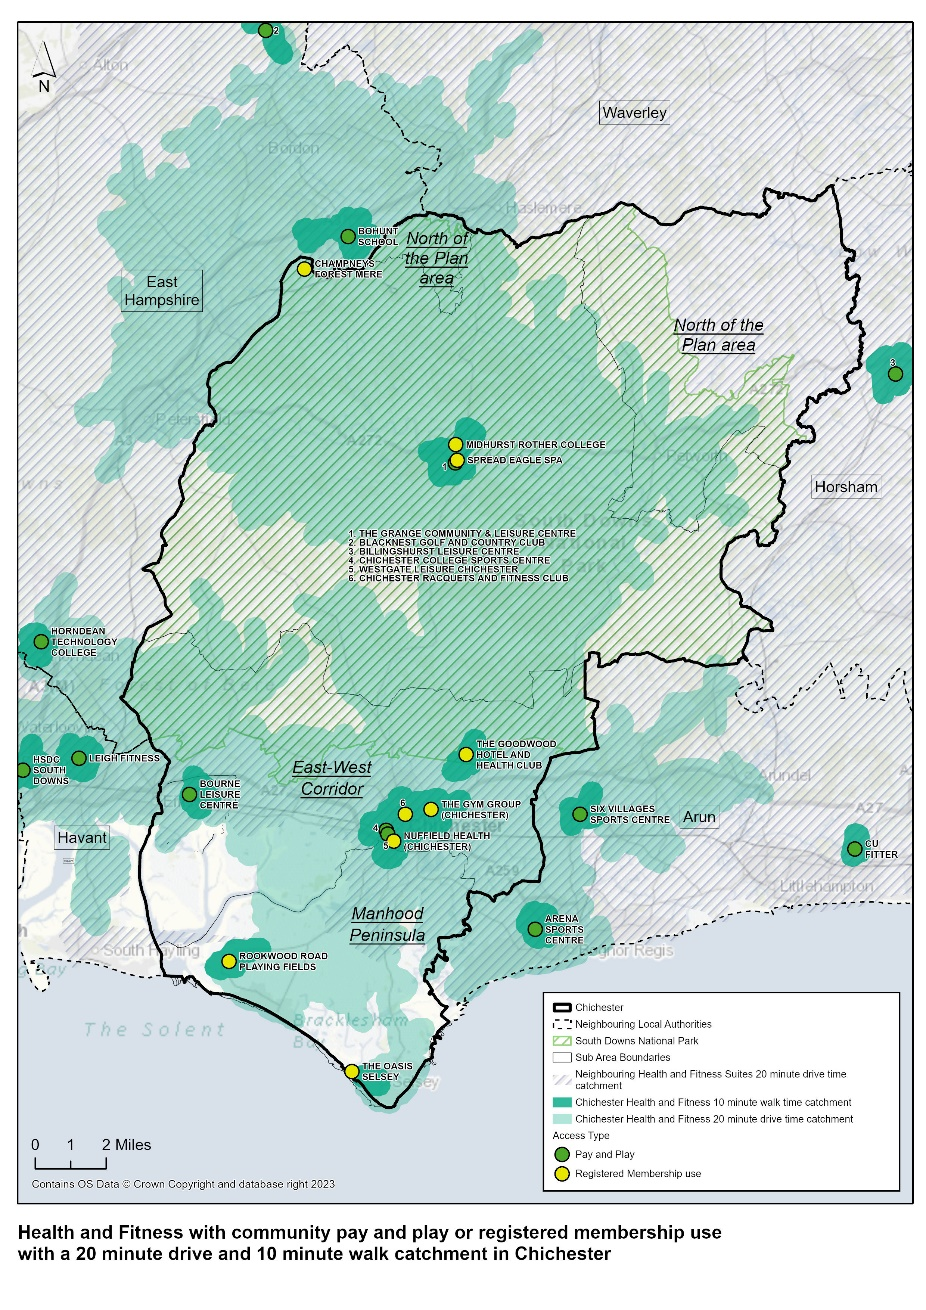 2
Alton
N
Waverley
Bordon
Haslemere
BOHUNT
SCHOOL
North of
the Plan
area
CHAMPNEYS
FOREST MERE
East
Hampshire
North of the
Plan area
3
A272
Petersfield
A3
MIDHURST ROTHER COLLEGE
1
SPREAD EAGLE SPA
Petworth
Horsham
1. THE GRANGE COMMUNITY & LEISURE CENTRE
2. BLACKNEST GOLF AND COUNTRY CLUB
3. BILLINGSHURST LEISURE CENTRE
4. CHICHESTER COLLEGE SPORTS CENTRE
5. WESTGATE LEISURE CHICHESTER
6. CHICHESTER RACQUETS AND FITNESS CLUB
HORNDEAN
TECHNOLOGY
COLLEGE
THE GOODWOOD
HOTEL AND
HEALTH CLUB
HSDC
SOUTH
DOWNS
LEIGH FITNESS
East-West
Corridor
BOURNE
LEISURE
CENTRE
Arundel
6
THE GYM GROUP
(CHICHESTER)
SIX VILLAGES
SPORTS CENTRE
Arun
A27
4
5
NUFFIELD HEALTH
(CHICHESTER)
Havant
CU
FITTER
A259
Littlehampton
Manhood
Peninsula
ARENA
SPORTS
CENTRE
South Hayling
gnor Regis
ROOKWOOD ROAD
PLAYING FIELDS
The Solent
Bracklesham
Bay
THE OASIS
SELSEY
Selsey
Chichester
Neighbouring Local Authorities
South Downs National Park
Sub Area Boundaries
Neighbouring Health and Fitness Suites 20 minute drive time
catchment
Chichester Health and Fitness 10 minute walk time catchment
Chichester Health and Fitness 20 minute drive time catchment
Access Type
Pay and Play
Registered Membership use
0 1 2 Miles
Contains OS Data © Crown Copyright and database right 2023
Health and Fitness with community pay and play or registered membership use
with a 20 minute drive and 10 minute walk catchment in Chichester